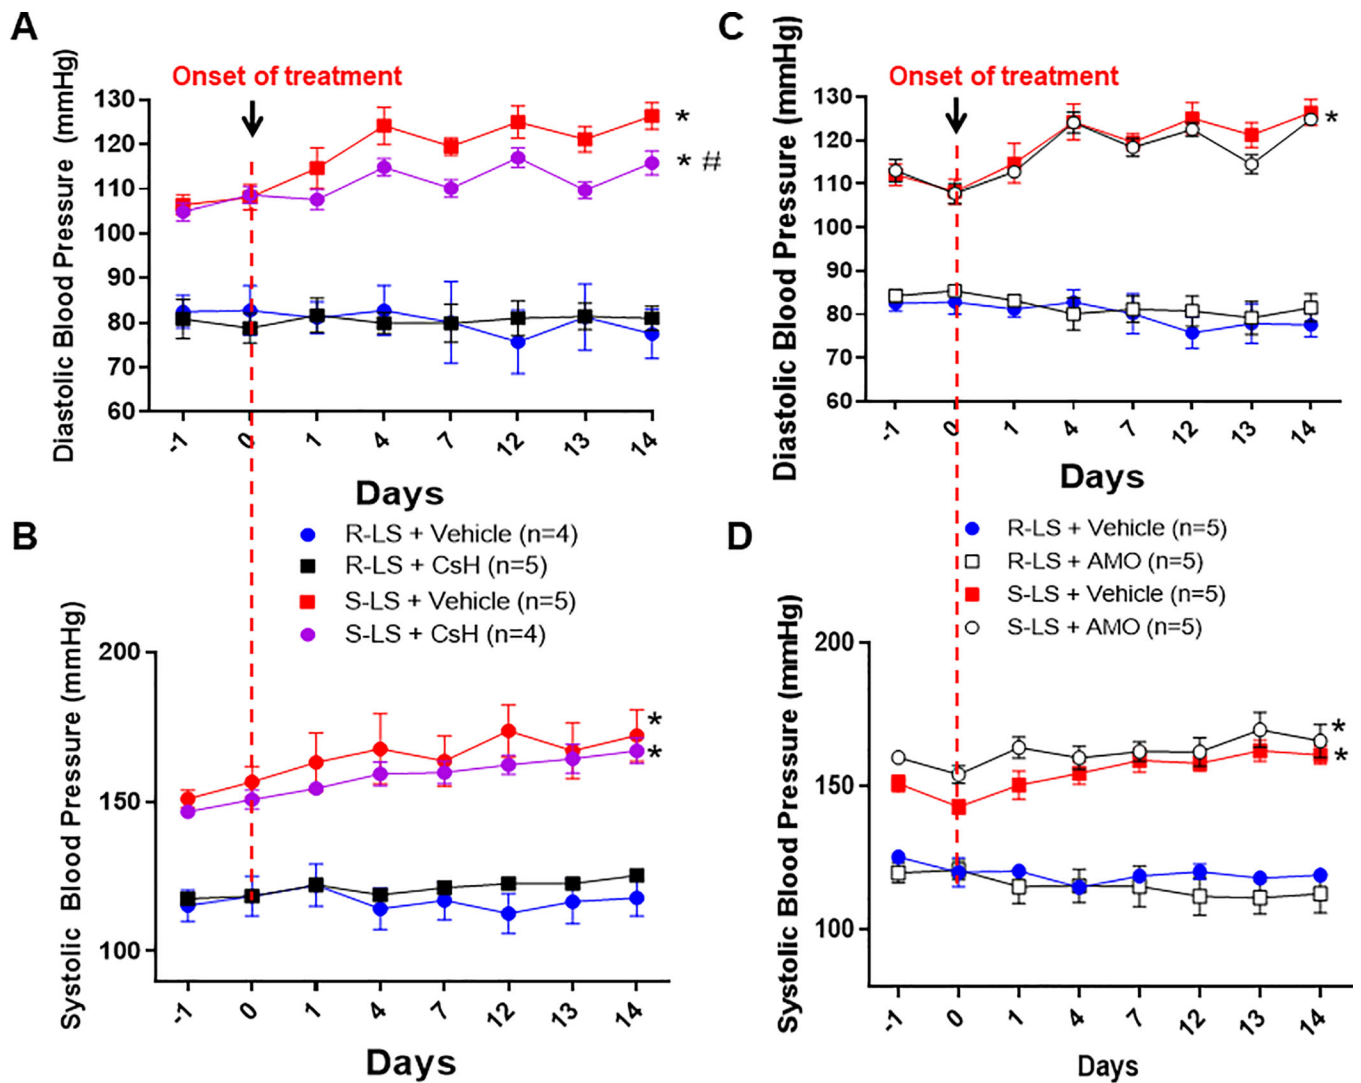 A
Onset of treatment
Diastolic Blood Pressure (mmHg)
130
120
110
100
90
80
70
60
*
* #
-1 0 1 4 7 12 13 14
Days
B
R-LS + Vehicle (n=4)
R-LS + CsH (n=5)
S-LS + Vehicle (n=5)
S-LS + CsH (n=4)
Systolic Blood Pressure (mmHg)
200
150
100
*
*
-1 0 1 4 7 12 13 14
Days
C
Onset of treatment
Diastolic Blood Pressure (mmHg)
130
120
110
100
90
80
70
60
*
-1 0 1 4 7 12 13 14
Days
D
R-LS + Vehicle (n=5)
R-LS + AMO (n=5)
S-LS + Vehicle (n=5)
S-LS + AMO (n=5)
Systolic Blood Pressure (mmHg)
200
150
100
*
*
-1 0 1 4 7 12 13 14
Days